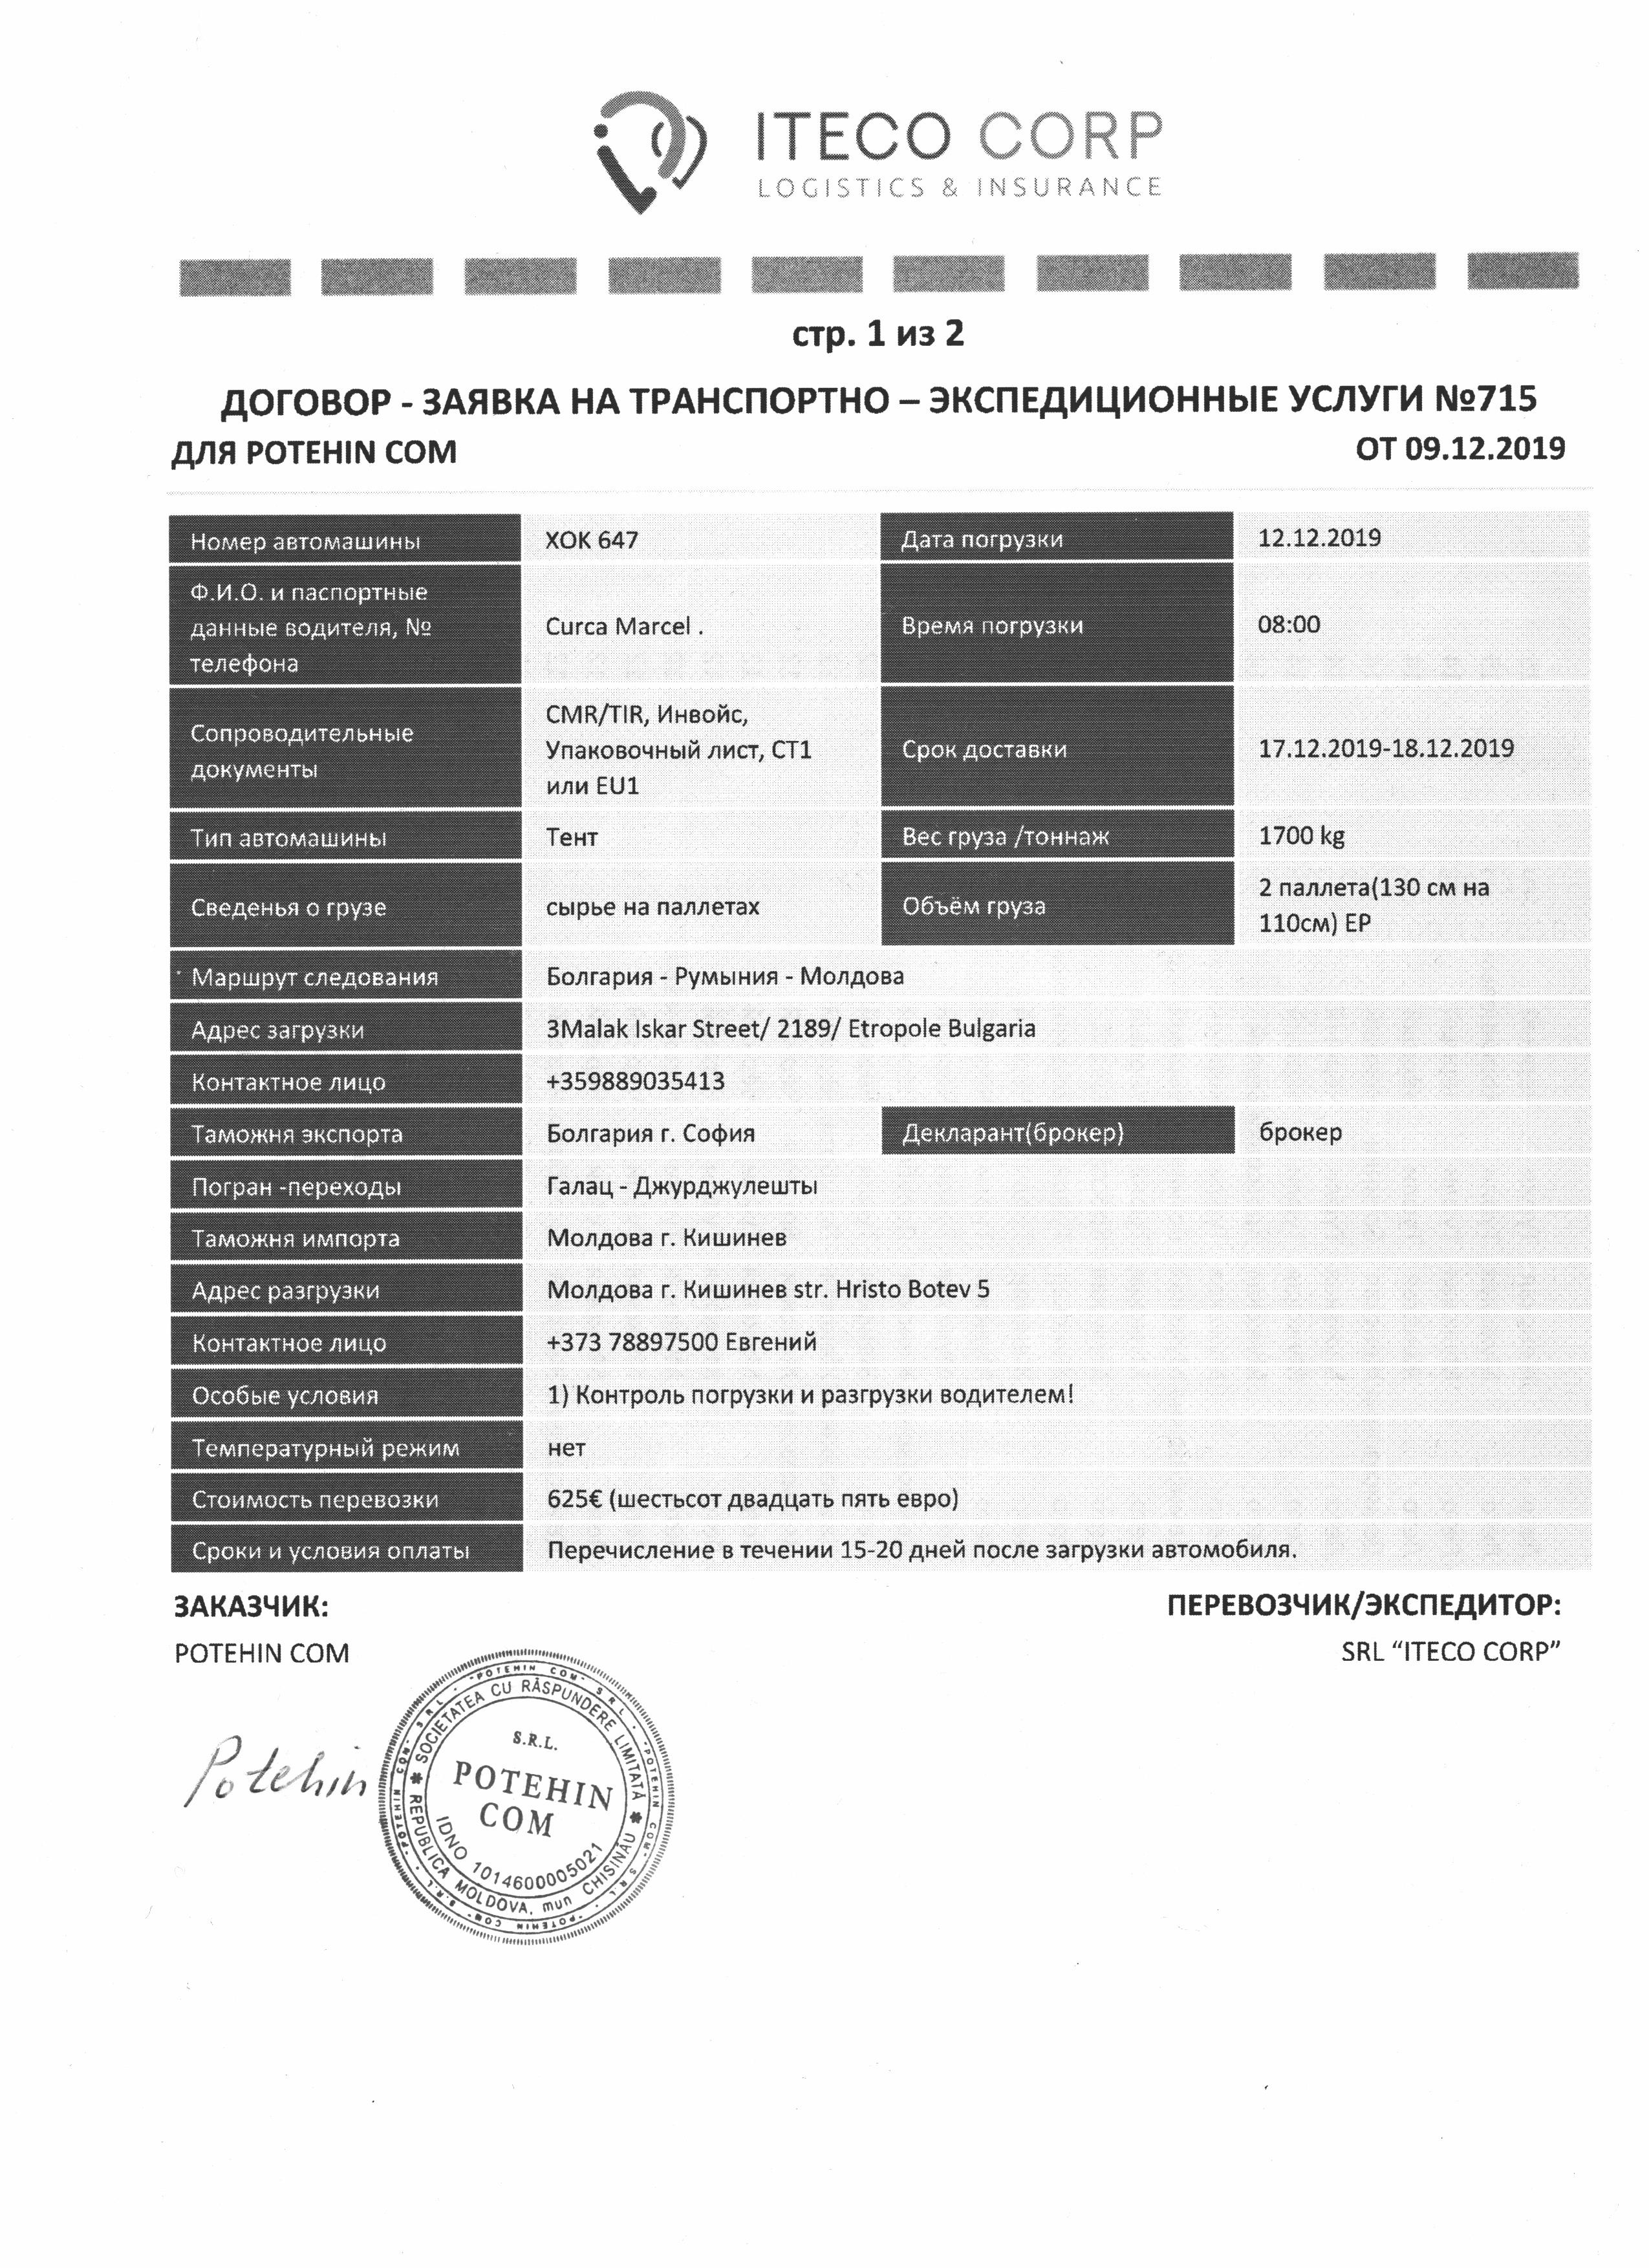 ITECO CORP
LOGISTICS & INSURANCE
стр. 1 из 2
ДОГОВОР - ЗАЯВКА НА ТРАНСПОРТНО – ЭКСПЕДИЦИОННЫЕ УСЛУГИ №715
ДЛЯ POTEHIN COM ОТ 09.12.2019
Номер автомашины XOK 647 Дата погрузки 12.12.2019
Ф.И.О. и паспортные
данные водителя, №
телефона
Curca Marcel .
Время погрузки 08:00
Сопроводительные
документы
CMR/TIR, Инвойс,
Упаковочный лист, СТ1
или EU1
Срок доставки 17.12.2019-18.12.2019
Тип автомашины Тент Вес груза /тоннаж 1700 kg
Сведенья о грузе сырье на паллетах Объём груза
2 паллета(130 см на
110см) EP
Маршрут следования Болгария - Румыния - Молдова
Адрес загрузки 3Malak Iskar Street/ 2189/ Etropole Bulgaria
Контактное лицо +359889035413
Таможня экспорта Болгария г. София Декларант(брокер) брокер
Погран -переходы Галац - Джурджулешты
Таможня импорта Молдова г. Кишинев
Адрес разгрузки Молдова г. Кишинев str. Hristo Botev 5
Контактное лицо +373 78897500 Евгений
Особые условия 1) Контроль погрузки и разгрузки водителем!
Температурный режим нет
Стоимость перевозки 625€ (шестьсот двадцать пять евро)
Сроки и условия оплаты Перечисление в течении 15-20 дней после загрузки автомобиля.
ЗАКАЗЧИК: ПЕРЕВОЗЧИК/ЭКСПЕДИТОР:
POTEHIN COM SRL “ITECO CORP”
Potehin
"POTEHIN COM" S.R.L. "POTEHIN COM" S.R.L. "POTEHIN COM" S.R.L. "POTEHIN COM" S.R.L.
SOCIETATEA CU RĂSPUNDERE LIMITATĂ
REPUBLICA MOLDOVA, mun CHISINĂU
S.R.L.
POTEHIN
COM
IDNO 1014600005021